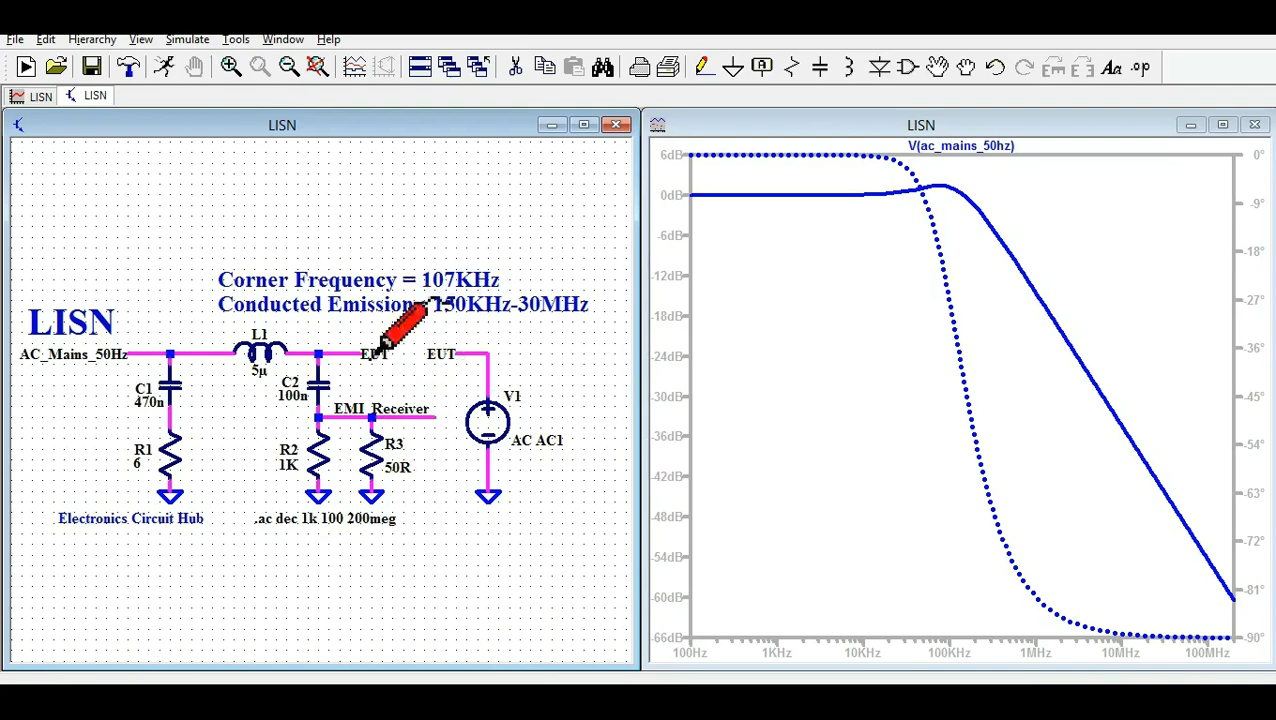 File Edit Hierarchy View Simulate Tools Window Help
Aa .op
LISN LISN
LISN
Corner Frequency = 107KHz
Conducted Emission - 150KHz-30MHz
LISN
L1
AC_Mains_50Hz
5µ
EUT EUT
C1
470n
C2
100n
EMI_Receiver
V1
AC AC1
R1
6
R2
1K
R3
50R
Electronics Circuit Hub
.ac dec 1k 100 200meg
LISN
V(ac_mains_50hz)
6dB
0dB
-6dB
-12dB
-18dB
-24dB
-30dB
-36dB
-42dB
-48dB
-54dB
-60dB
-66dB
0°
-9°
-18°
-27°
-36°
-45°
-54°
-63°
-72°
-81°
-90°
100Hz 1KHz 10KHz 100KHz 1MHz 10MHz 100MHz